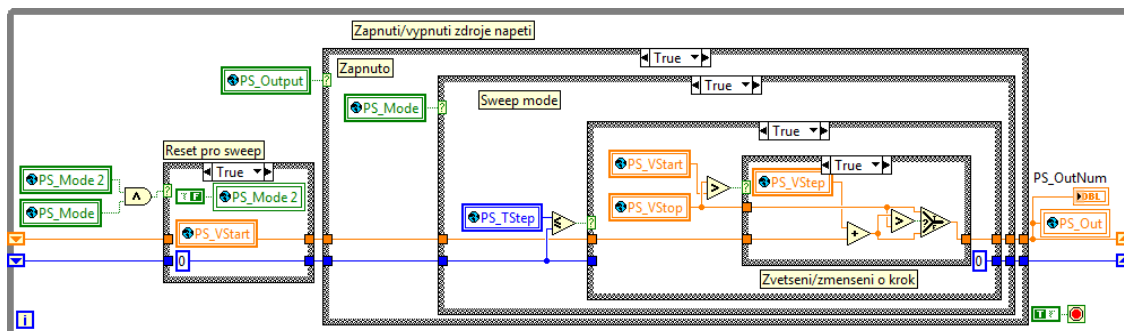 Zapnuti/vypnuti zdroje napeti
True
PS_Output
Zapnuto
True
PS_Mode
Sweep mode
True
Reset pro sweep
True
PS_VStart
True
PS_Mode 2
PS_Mode
PS_Mode 2
PS_VStep
PS_VStop
PS_OutNum
DBL
PS_VStart
PS_TStep
PS_Out
0
Zvetseni/zmenseni o krok
0
i